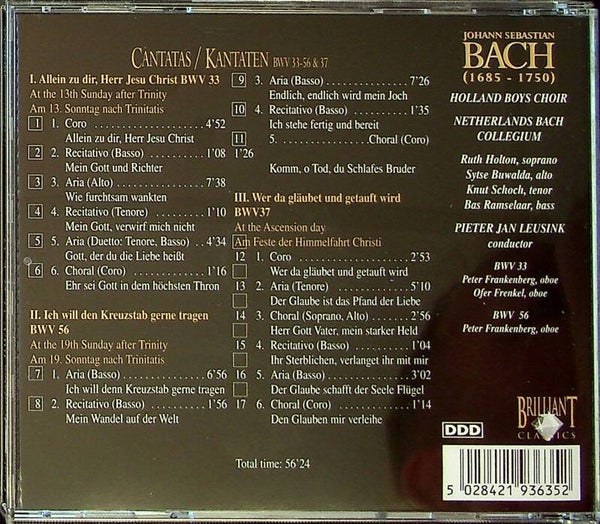 CANTATAS / KANTATEN BWV 33-56 & 37
I. Allein zu dir, Herr Jesu Christ BWV 33
At the 13th Sunday after Trinity
Am 13. Sonntag nach Trinitatis
1 1. Coro .................. 4'52
Allein zu dir, Herr Jesu Christ
2 2. Recitativo (Basso) ....... 1'08
Mein Gott und Richter
3 3. Aria (Alto) .............. 7'38
Wie furchtsam wankten
4 4. Recitativo (Tenore) ...... 1'10
Mein Gott, verwirf mich nicht
5 5. Aria (Duetto: Tenore, Basso) .. 4'34
Gott, der du die Liebe heißt
6 6. Choral (Coro) ............ 1'16
Ehr sei Gott in dem höchsten Thron
II. Ich will den Kreuzstab gerne tragen
BWV 56
At the 19th Sunday after Trinity
Am 19. Sonntag nach Trinitatis
7 1. Aria (Basso) ............. 6'56
Ich will denn Kreuzstab gerne tragen
8 2. Recitativo (Basso) ....... 1'56
Mein Wandel auf der Welt
9 3. Aria (Basso) ............. 7'26
Endlich, endlich wird mein Joch
10 4. Recitativo (Basso) ....... 1'35
Ich stehe fertig und bereit
11 5. ...................Choral (Coro)
1'26
Komm, o Tod, du Schlafes Bruder
III. Wer da gläubet und getauft wird
BWV37
At the Ascension day
Am Feste der Himmelfahrt Christi
12 1. Coro .................. 2'53
Wer da gläubet und getauft wird
13 2. Aria (Tenore) ............ 5'10
Der Glaube ist das Pfand der Liebe
14 3. Choral (Soprano, Alto) ..... 2'56
Herr Gott Vater, mein starker Held
15 4. Recitativo (Basso) ........ 1'04
Ihr Sterblichen, verlanget ihr mit mir
16 5. Aria (Basso) ............. 3'02
Der Glaube schafft der Seele Flügel
17 6. Choral (Coro) ............ 1'14
Den Glauben mir verleihe
Total time: 56'24
JOHANN SEBASTIAN
BACH
(1685 - 1750)
HOLLAND BOYS CHOIR
NETHERLANDS BACH
COLLEGIUM
Ruth Holton, soprano
Sytse Buwalda, alto
Knut Schoch, tenor
Bas Ramselaar, bass
PIETER JAN LEUSINK
conductor
BWV 33
Peter Frankenberg, oboe
Ofer Frenkel, oboe
BWV 56
Peter Frankenberg, oboe
DDD
BRILLIANT
CLASSICS
5 028421 936352